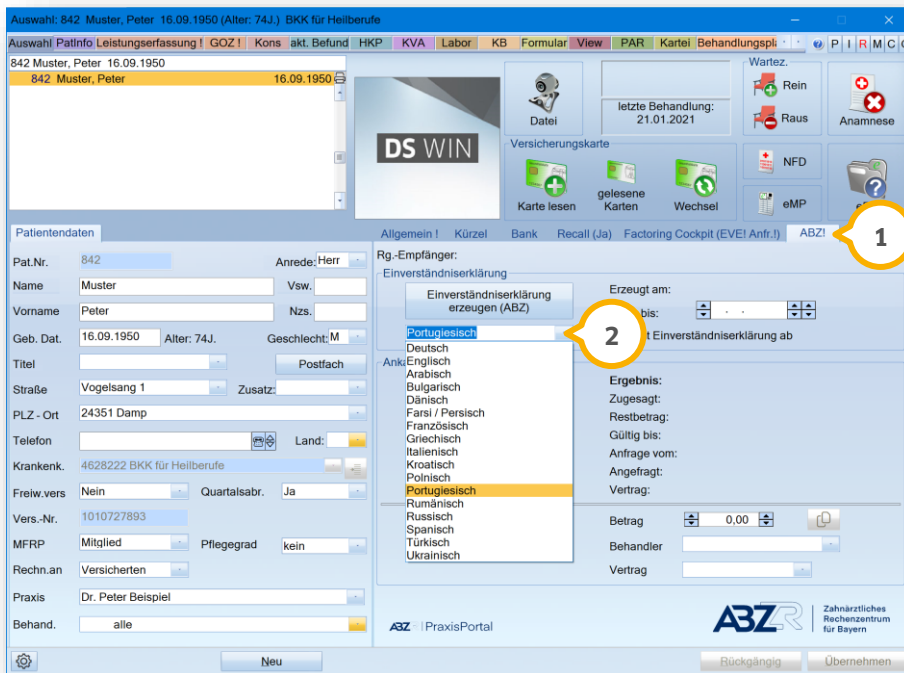 Auswahl: 842 Muster, Peter 16.09.1950 (Alter: 74J.) BKK für Heilberufe
Auswahl PatInfo Leistungserfassung ! GOZ ! Kons akt. Befund HKP KVA Labor KB Formular View PAR Kartei Behandlungspl P I R M C
842 Muster, Peter 16.09.1950
842 Muster, Peter 16.09.1950
DS WIN
Datei
letzte Behandlung:
21.01.2021
Wartez.
Rein
Raus
Anamnese
Versicherungskarte
Karte lesen
gelesene
Karten
Wechsel
NFD
eMP
Patientendaten
Allgemein ! Kürzel Bank Recall (Ja) Factoring Cockpit (EVE! Anfr.!) ABZ!
1
Pat.Nr. 842 Anrede: Herr
Name Muster Vsw.
Vorname Peter Nzs.
Geb. Dat. 16.09.1950 Alter: 74J. Geschlecht: M
Titel Postfach
Straße Vogelsang 1 Zusatz:
PLZ - Ort 24351 Damp
Telefon Land:
Krankenk. 4628222 BKK für Heilberufe
Freiw.vers Nein Quartalsabr. Ja
Vers.-Nr. 1010727893
MFRP Mitglied Pflegegrad kein
Rechn.an Versicherten
Praxis Dr. Peter Beispiel
Behand. alle
Neu
Rg.-Empfänger:
Einverständniserklärung
Einverständniserklärung
erzeugen (ABZ)
Erzeugt am:
bis: . .
Portugiesisch
2
t Einverständniserklärung ab
Deutsch
Englisch
Arabisch
Bulgarisch
Dänisch
Farsi / Persisch
Französisch
Griechisch
Italienisch
Kroatisch
Polnisch
Portugiesisch
Rumänisch
Russisch
Spanisch
Türkisch
Ukrainisch
Anka
Ergebnis:
Zugesagt:
Restbetrag:
Gültig bis:
Anfrage vom:
Angefragt:
Vertrag:
Betrag 0,00
Behandler
Vertrag
ABZ PraxisPortal
ABZR
Zahnärztliches
Rechenzentrum
für Bayern
Rückgängig Übernehmen